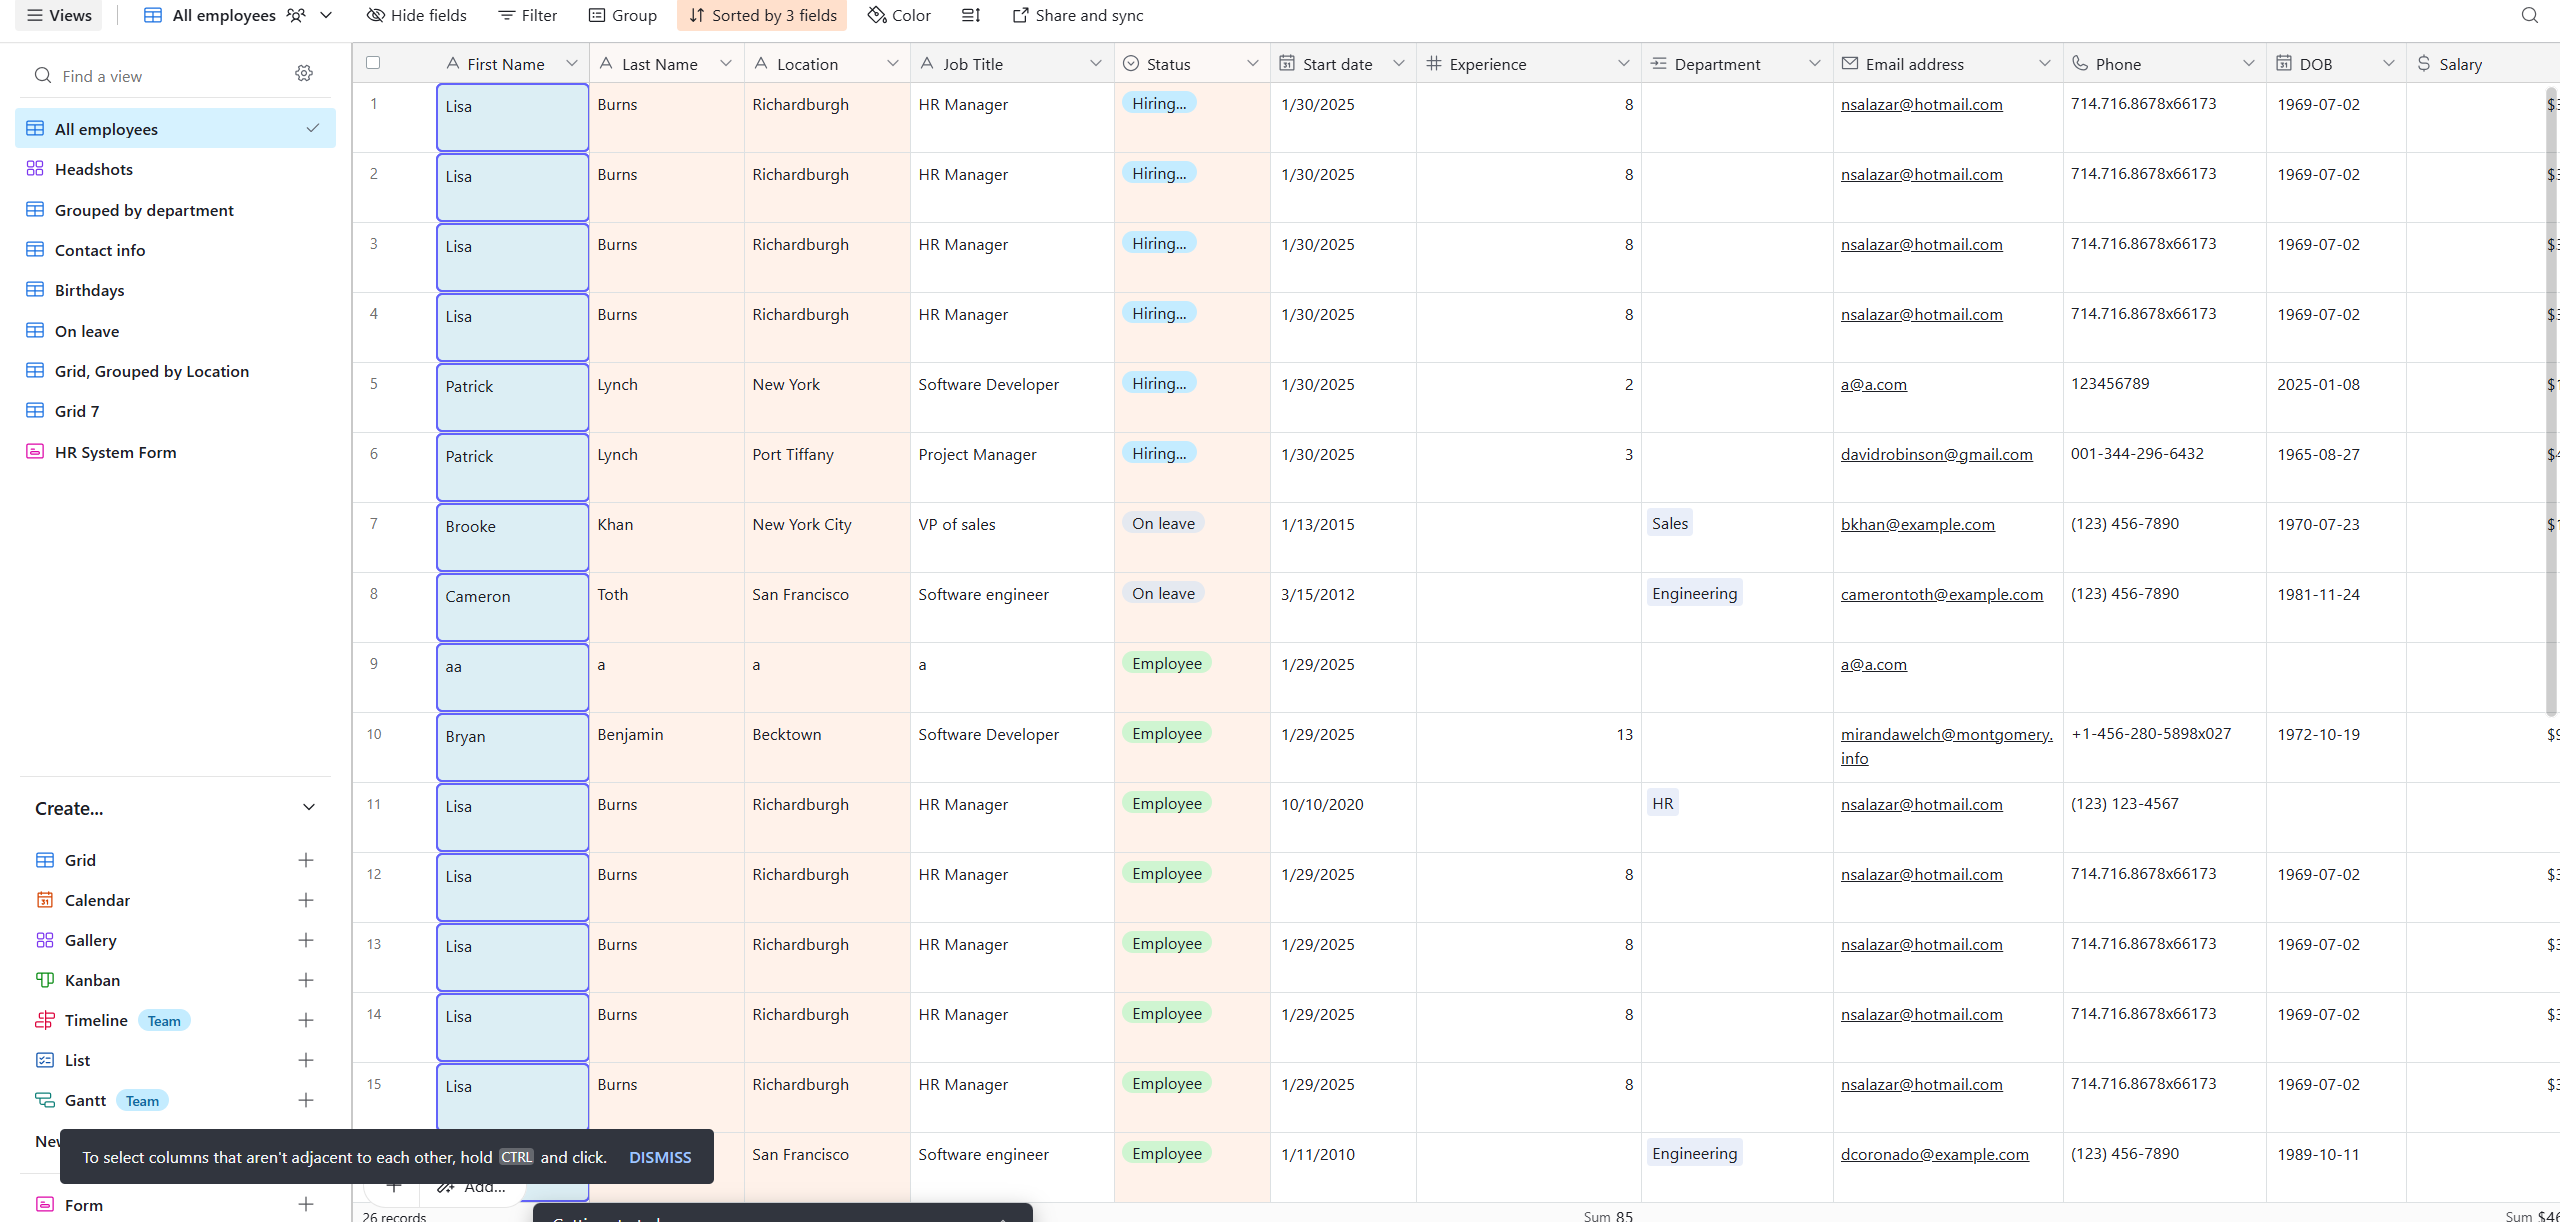 Views All employees Hide fields Filter Group Sorted by 3 fields Color Share and sync
Find a view
All employees
Headshots
Grouped by department
Contact info
Birthdays
On leave
Grid, Grouped by Location
Grid 7
HR System Form
Create...
Grid
Calendar
Gallery
Kanban
Timeline Team
List
Gantt Team
New
Form
First Name Last Name Location Job Title Status Start date Experience Department Email address Phone DOB Salary
1 Lisa Burns Richardburgh HR Manager Hiring... 1/30/2025 8 nsalazar@hotmail.com 714.716.8678x66173 1969-07-02
2 Lisa Burns Richardburgh HR Manager Hiring... 1/30/2025 8 nsalazar@hotmail.com 714.716.8678x66173 1969-07-02
3 Lisa Burns Richardburgh HR Manager Hiring... 1/30/2025 8 nsalazar@hotmail.com 714.716.8678x66173 1969-07-02
4 Lisa Burns Richardburgh HR Manager Hiring... 1/30/2025 8 nsalazar@hotmail.com 714.716.8678x66173 1969-07-02
5 Patrick Lynch New York Software Developer Hiring... 1/30/2025 2 a@a.com 123456789 2025-01-08
6 Patrick Lynch Port Tiffany Project Manager Hiring... 1/30/2025 3 davidrobinson@gmail.com 001-344-296-6432 1965-08-27
7 Brooke Khan New York City VP of sales On leave 1/13/2015 Sales bkhan@example.com (123) 456-7890 1970-07-23
8 Cameron Toth San Francisco Software engineer On leave 3/15/2012 Engineering camerontoth@example.com (123) 456-7890 1981-11-24
9 aa a a a Employee 1/29/2025 a@a.com
10 Bryan Benjamin Becktown Software Developer Employee 1/29/2025 13 mirandawelch@montgomery. +1-456-280-5898x027 1972-10-19
info
11 Lisa Burns Richardburgh HR Manager Employee 10/10/2020 HR nsalazar@hotmail.com (123) 123-4567
12 Lisa Burns Richardburgh HR Manager Employee 1/29/2025 8 nsalazar@hotmail.com 714.716.8678x66173 1969-07-02
13 Lisa Burns Richardburgh HR Manager Employee 1/29/2025 8 nsalazar@hotmail.com 714.716.8678x66173 1969-07-02
14 Lisa Burns Richardburgh HR Manager Employee 1/29/2025 8 nsalazar@hotmail.com 714.716.8678x66173 1969-07-02
15 Lisa Burns Richardburgh HR Manager Employee 1/29/2025 8 nsalazar@hotmail.com 714.716.8678x66173 1969-07-02
San Francisco Software engineer Employee 1/11/2010 Engineering dcoronado@example.com (123) 456-7890 1989-10-11
To select columns that aren't adjacent to each other, hold CTRL and click. DISMISS
Add...
26 records Sum 85 Sum